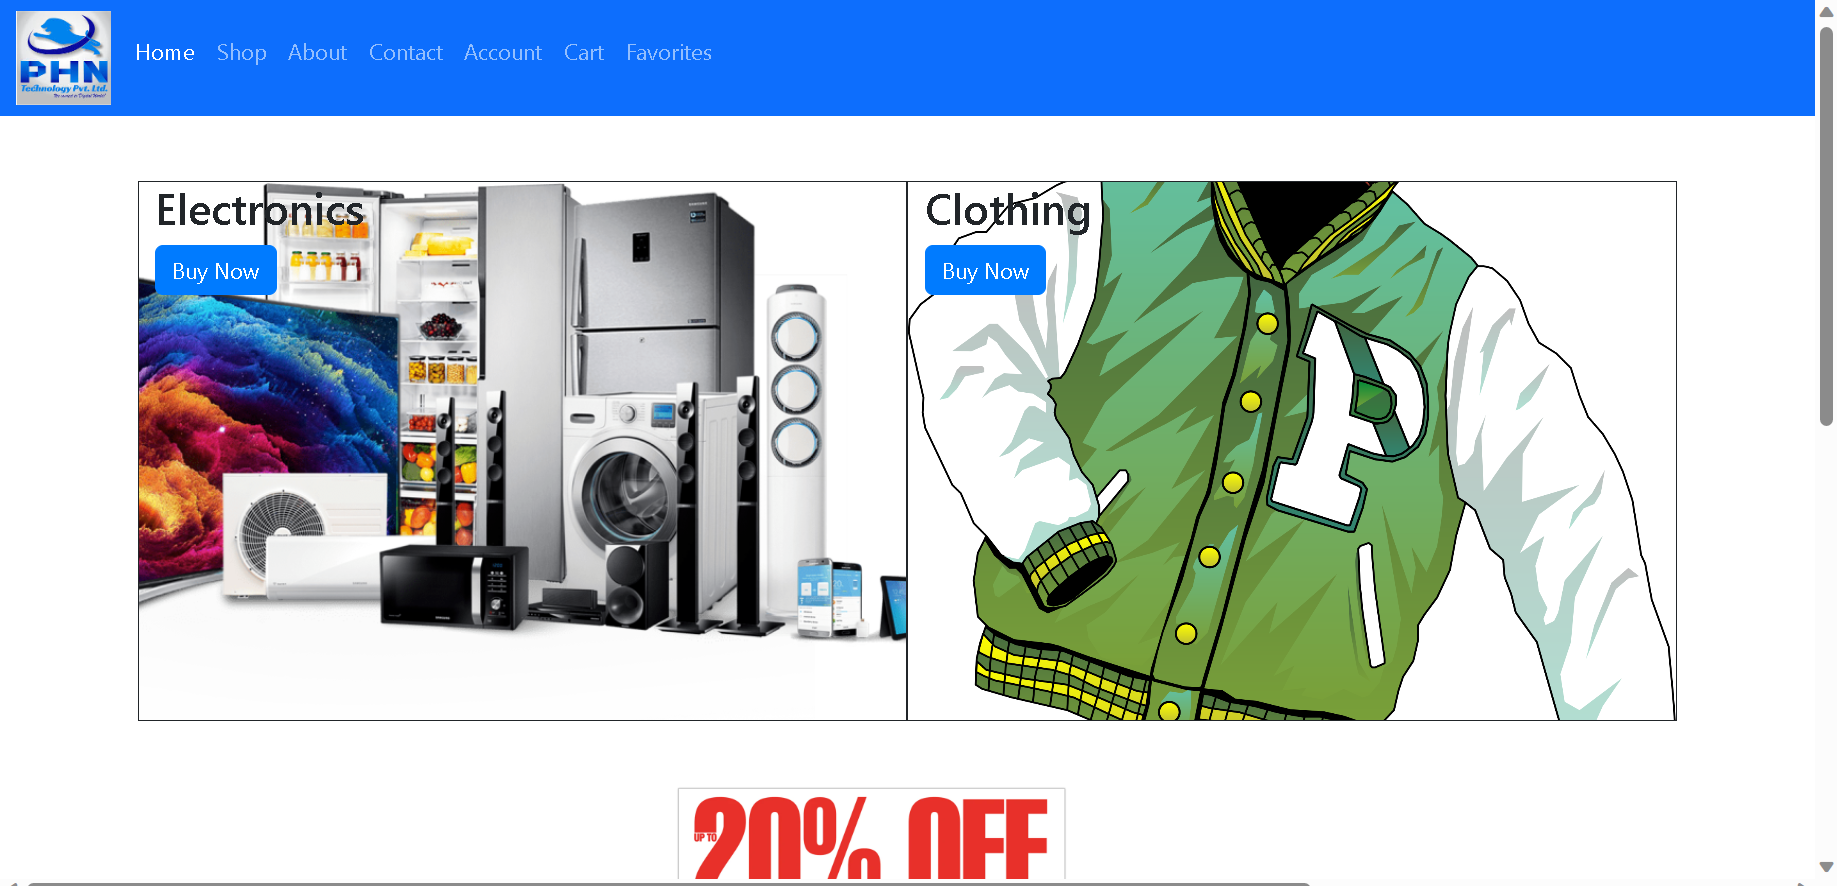 PHN
Technology Pvt. Ltd.
Home Shop About Contact Account Cart Favorites
Electronics
Buy Now
Clothing
Buy Now
P
UP TO
20% OFF